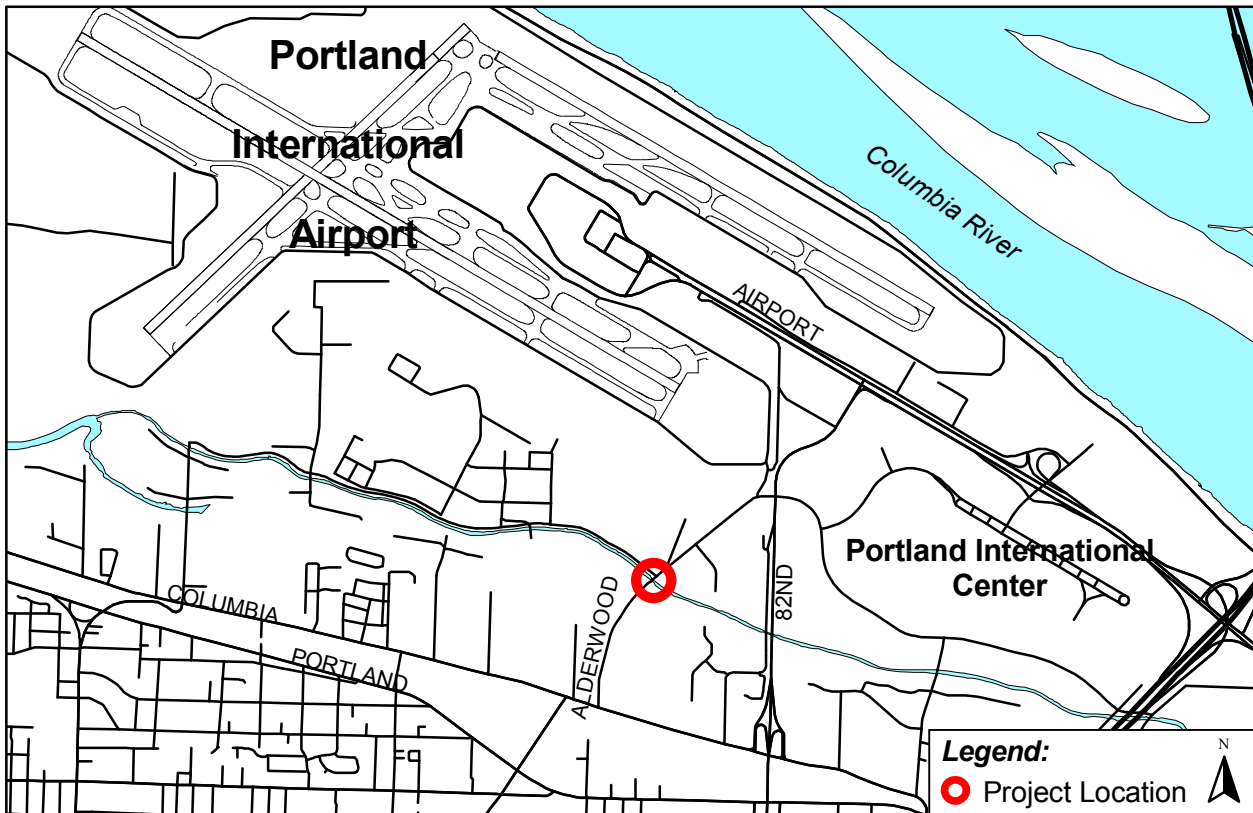 Portland
International
Airport
Columbia River
AIRPORT
Portland International
Center
82ND
ALDERWOOD
COLUMBIA
PORTLAND
Legend:
Project Location
N